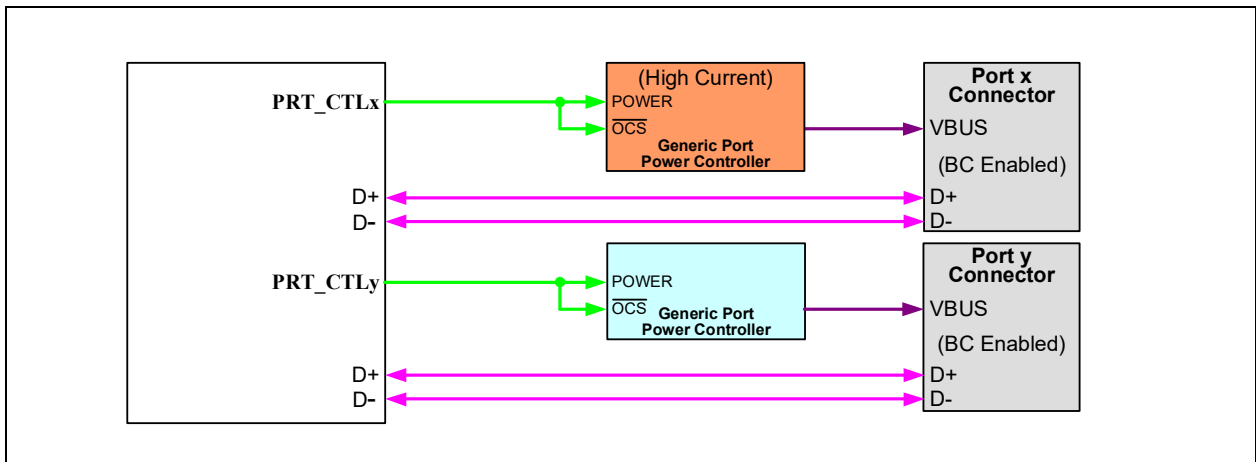 PRT_CTLx
D+
D-
PRT_CTLy
D+
D-
(High Current)
POWER
OCS
Generic Port
Power Controller
POWER
OCS
Generic Port
Power Controller
Port x
Connector
VBUS
(BC Enabled)
D+
D-
Port y
Connector
VBUS
(BC Enabled)
D+
D-